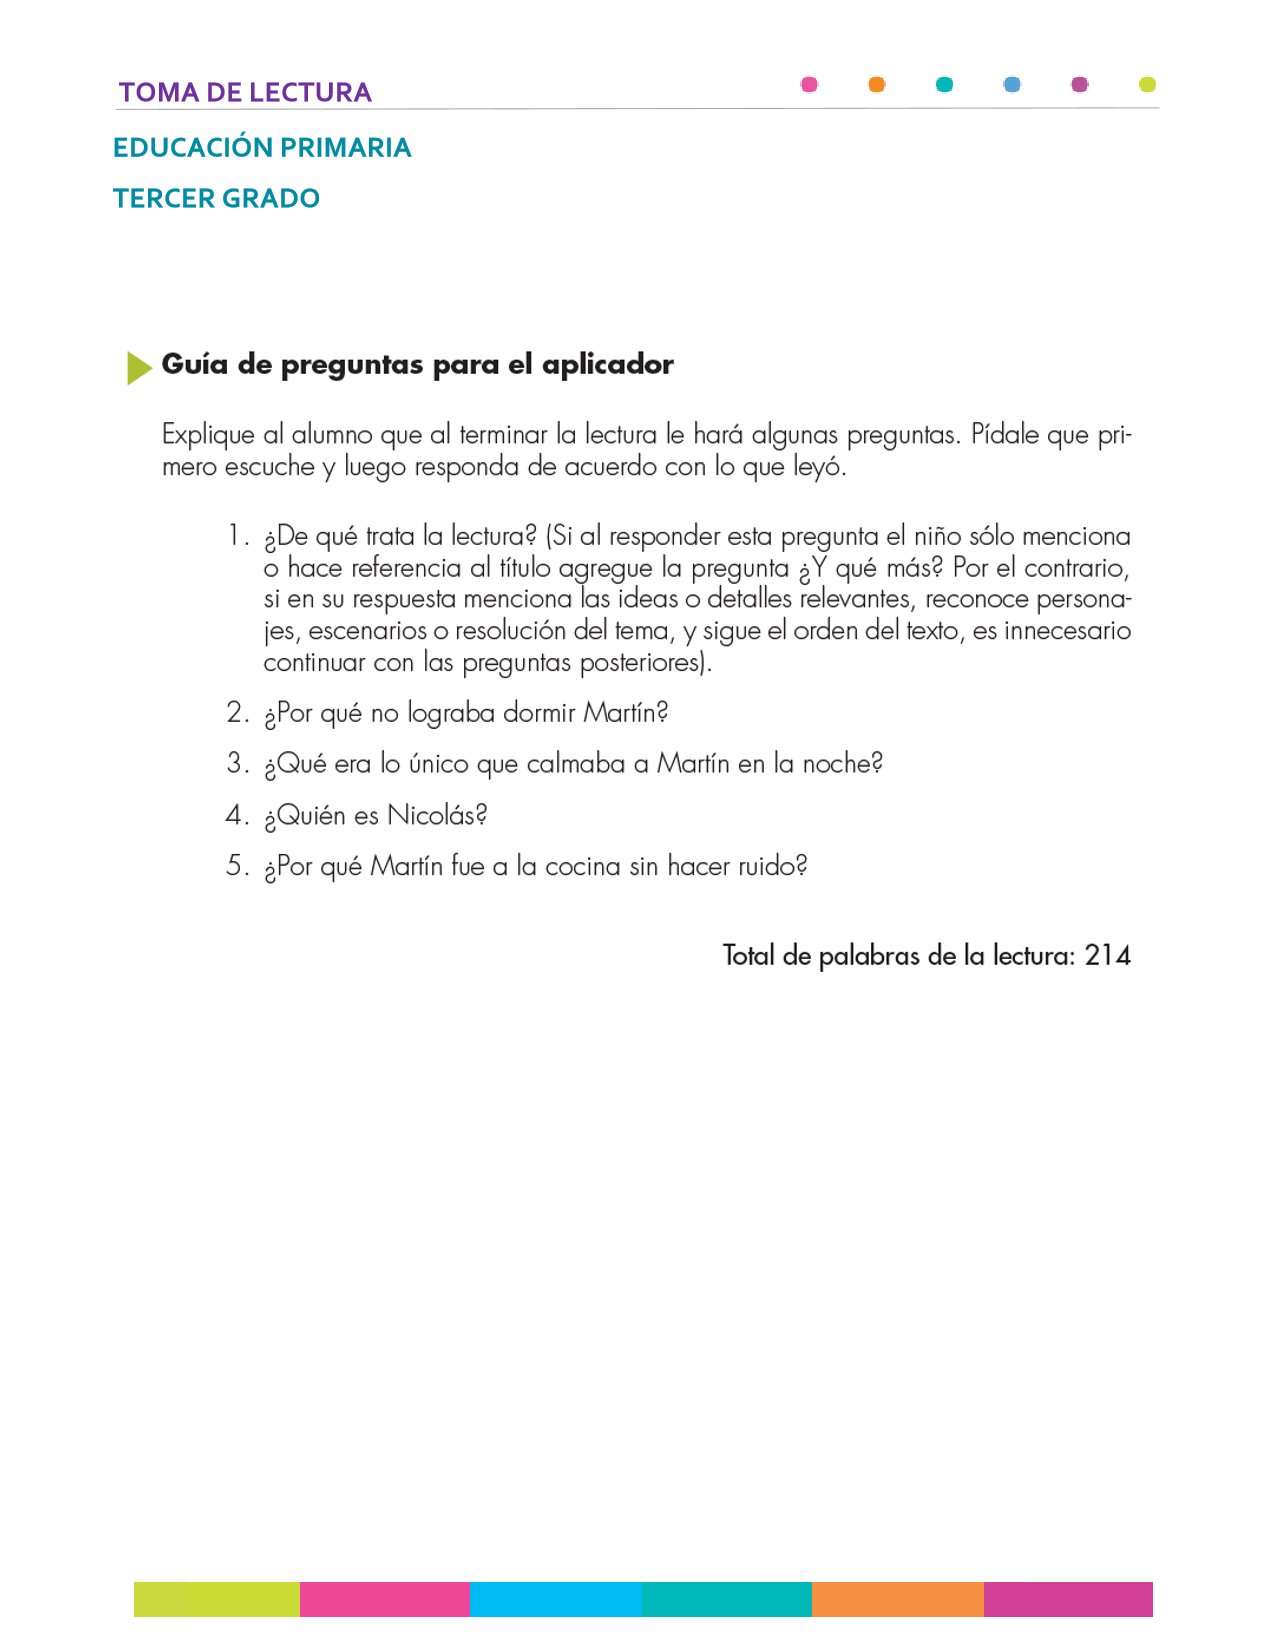 TOMA DE LECTURA
EDUCACIÓN PRIMARIA
TERCER GRADO
Guía de preguntas para el aplicador
Explique al alumno que al terminar la lectura le hará algunas preguntas. Pídale que pri-
mero escuche y luego responda de acuerdo con lo que leyó.
1. ¿De qué trata la lectura? (Si al responder esta pregunta el niño sólo menciona
o hace referencia al título agregue la pregunta ¿Y qué más? Por el contrario,
si en su respuesta menciona las ideas o detalles relevantes, reconoce persona-
jes, escenarios o resolución del tema, y sigue el orden del texto, es innecesario
continuar con las preguntas posteriores).
2. ¿Por qué no lograba dormir Martín?
3. ¿Qué era lo único que calmaba a Martín en la noche?
4. ¿Quién es Nicolás?
5. ¿Por qué Martín fue a la cocina sin hacer ruido?
Total de palabras de la lectura: 214